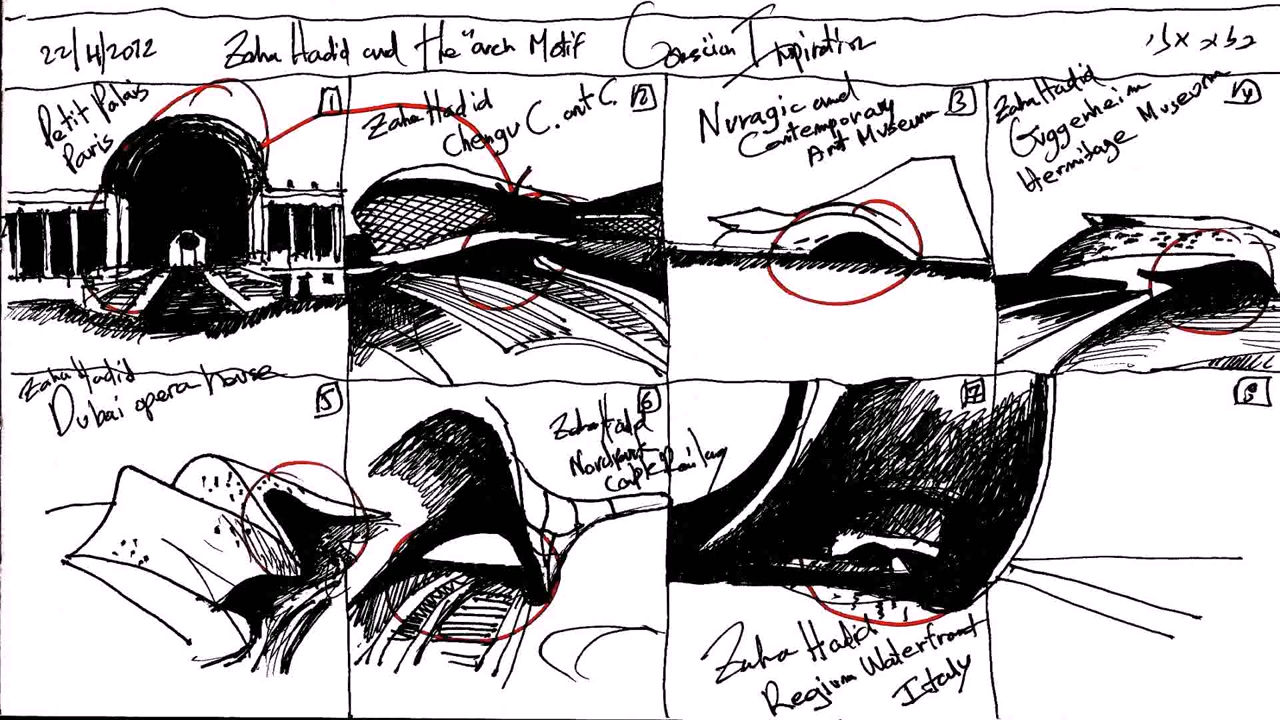 22/4/2012 Zaha Hadid and the "arch Motif Inspiration
Petit Palais
Paris
1
Zaha Hadid
Chengu C. ant C.
2
Nuragic and
Contemporary
Art Museum
3
Zaha Hadid
Guggenheim
Hermitage Museum
4
Zaha Hadid
Dubai opera house
5
Zaha Hadid
6
7
Zaha Hadid
Regium Waterfront
Italy
8